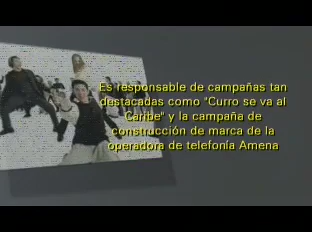 Es responsable de campañas tan
destacadas como "Curro se va al
Caribe" y la campaña de
construcción de marca de la
operadora de telefonía Amena